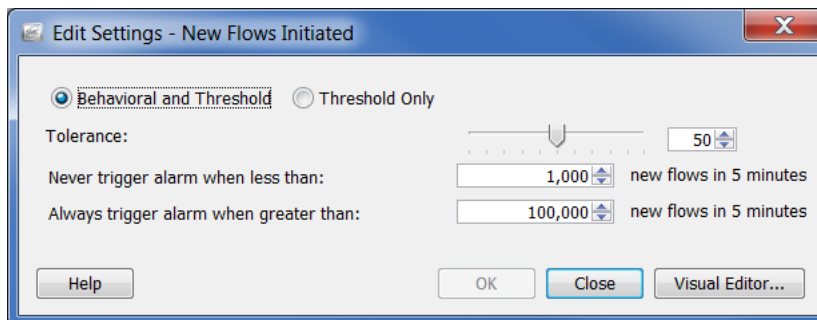 Edit Settings - New Flows Initiated
Behavioral and Threshold Threshold Only
Tolerance: 50
Never trigger alarm when less than: 1,000 new flows in 5 minutes
Always trigger alarm when greater than: 100,000 new flows in 5 minutes
Help OK Close Visual Editor...